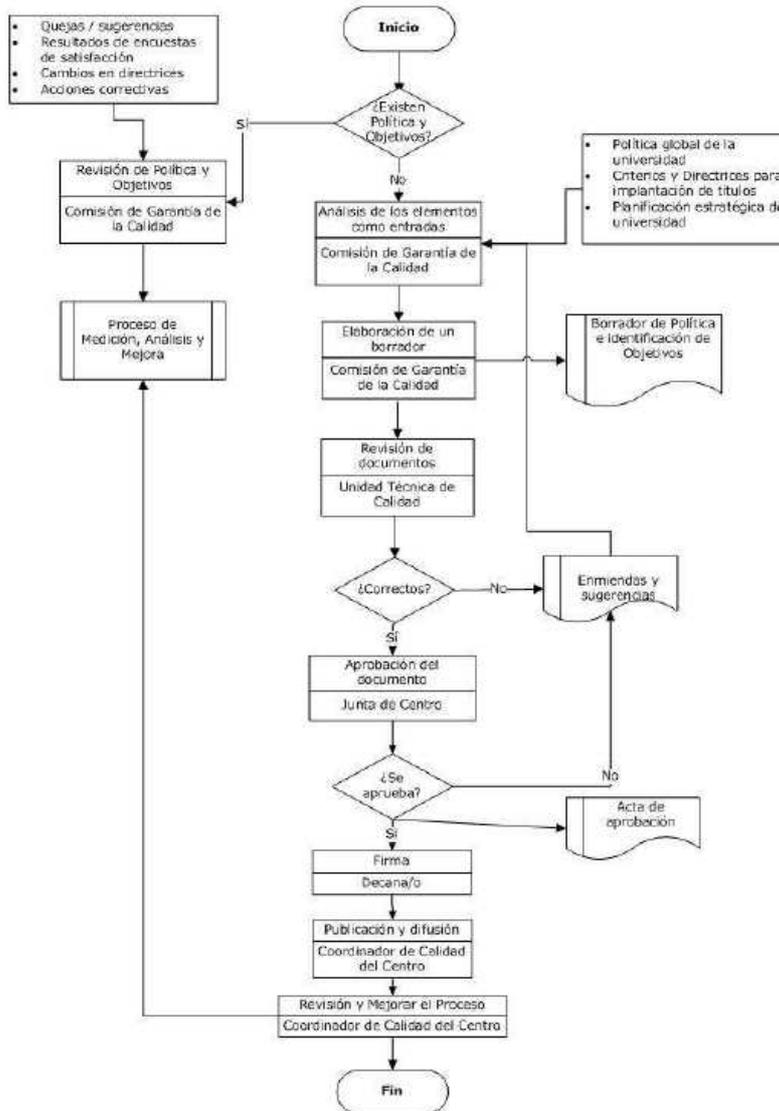 Inicio
• Quejas / sugerencias
• Resultados de encuestas
de satisfacción
• Cambios en directrices
• Acciones correctivas
¿Existen
Política y
Objetivos?
Sí
No
• Política global de la
universidad
• Criterios y Directrices para
implantación de títulos
• Planificación estratégica de
universidad
Revisión de Política y
Objetivos
Comisión de Garantía de
la Calidad
Análisis de los elementos
como entradas
Comisión de Garantía de
la Calidad
Proceso de
Medición, Análisis y
Mejora
Elaboración de un
borrador
Comisión de Garantía
de la Calidad
Borrador de Política
e Identificación de
Objetivos
Revisión de
documentos
Unidad Técnica de
Calidad
¿Correctos?
No
Enmiendas y
sugerencias
Sí
Aprobación del
documento
Junta de Centro
¿Se
aprueba?
No
Acta de
aprobación
Sí
Firma
Decana/o
Publicación y difusión
Coordinador de Calidad
del Centro
Revisión y Mejorar el Proceso
Coordinador de Calidad del Centro
Fin